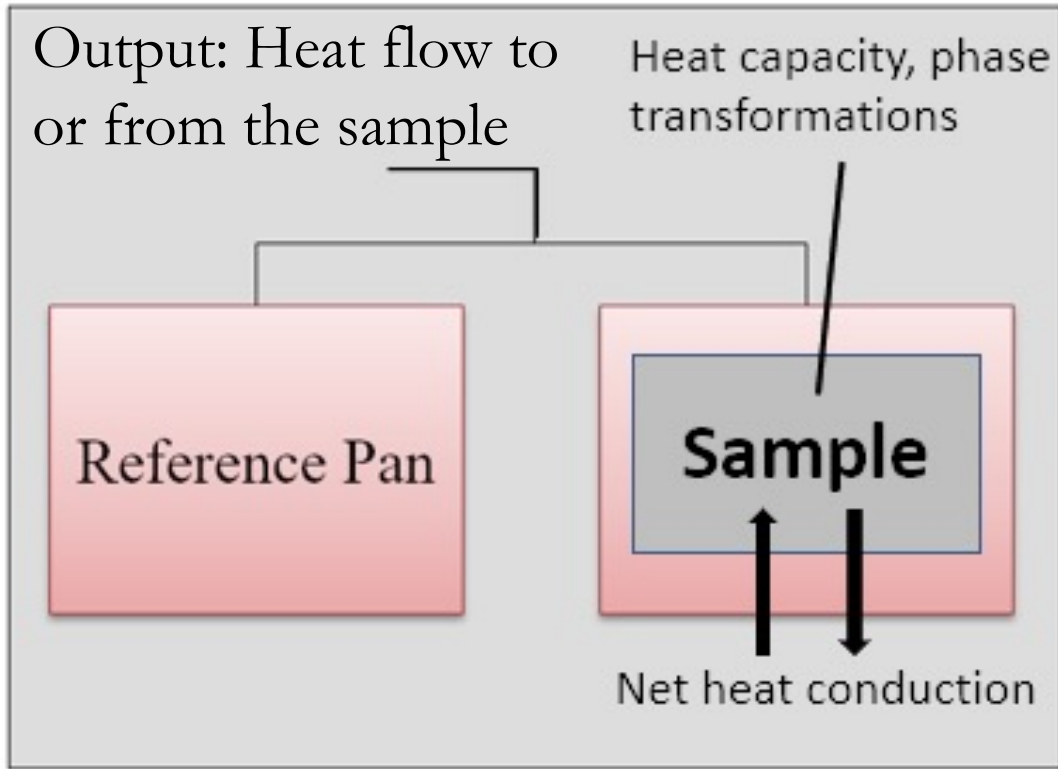 Output: Heat flow to
or from the sample
Heat capacity, phase
transformations
Reference Pan
Sample
Net heat conduction